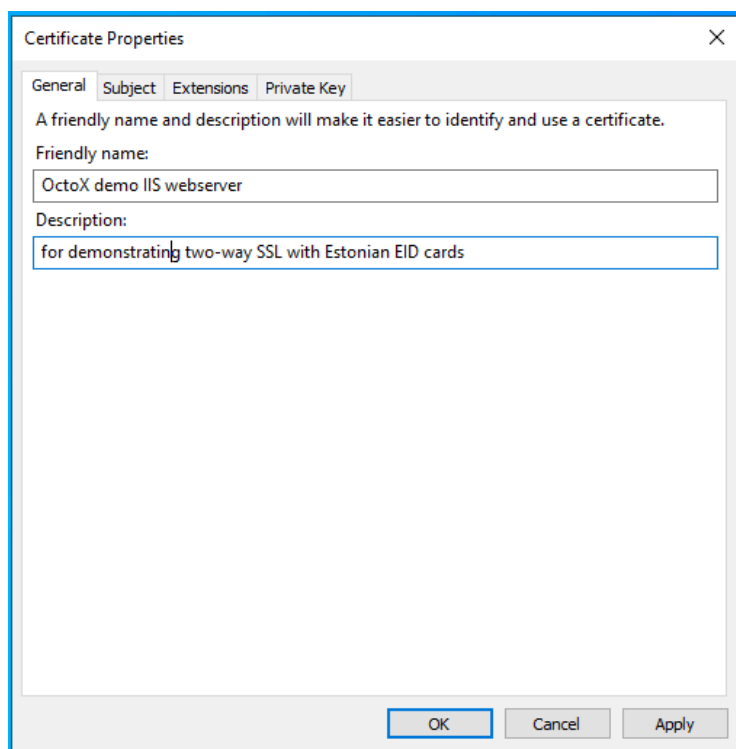 Certificate Properties
General Subject Extensions Private Key
A friendly name and description will make it easier to identify and use a certificate.
Friendly name:
OctoX demo IIS webserver
Description:
for demonstrating two-way SSL with Estonian EID cards
OK Cancel Apply